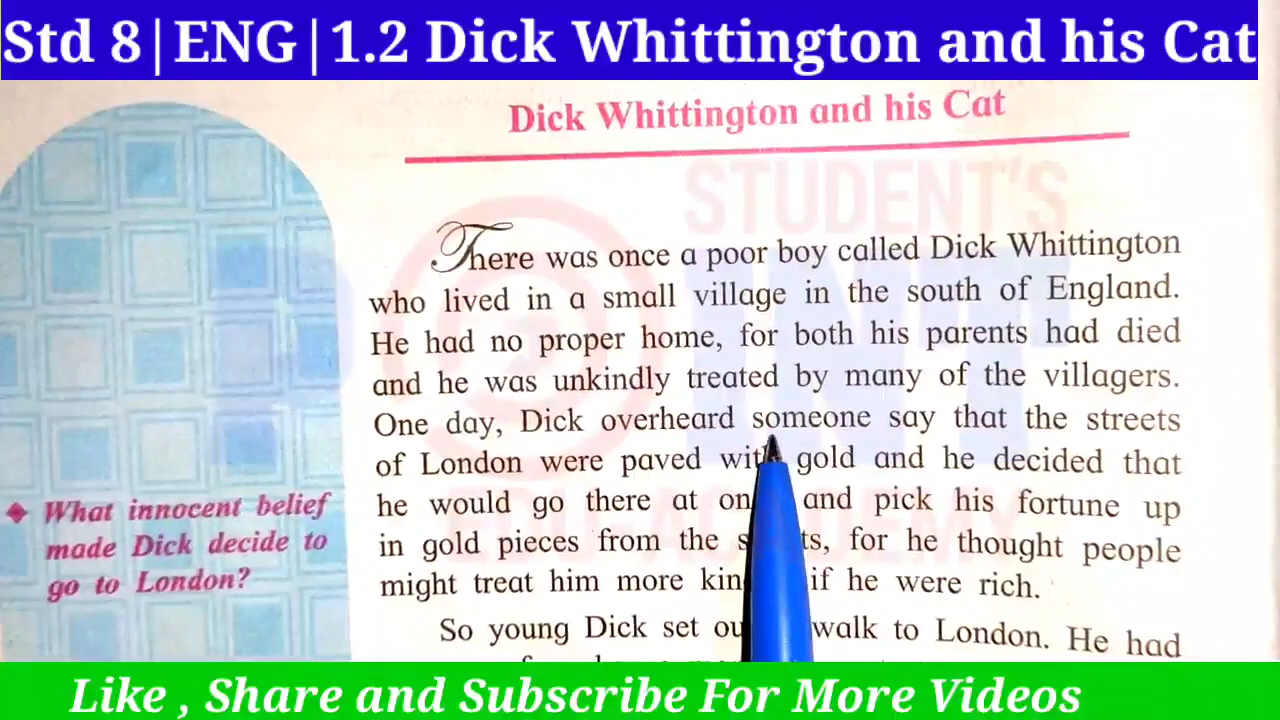 Std 8|ENG|1.2 Dick Whittington and his Cat
Dick Whittington and his Cat
STUDENT'S
There was once a poor boy called Dick Whittington
who lived in a small village in the south of England.
He had no proper home, for both his parents had died
and he was unkindly treated by many of the villagers.
One day, Dick overheard someone say that the streets
of London were paved gold and he decided that
he would go there at and pick his fortune up
in gold pieces from the for he thought people
might treat him more if he were rich.
So young Dick set walk to London. He had
What innocent belief
made Dick decide to
go to London?
Like , Share and Subscribe For More Videos